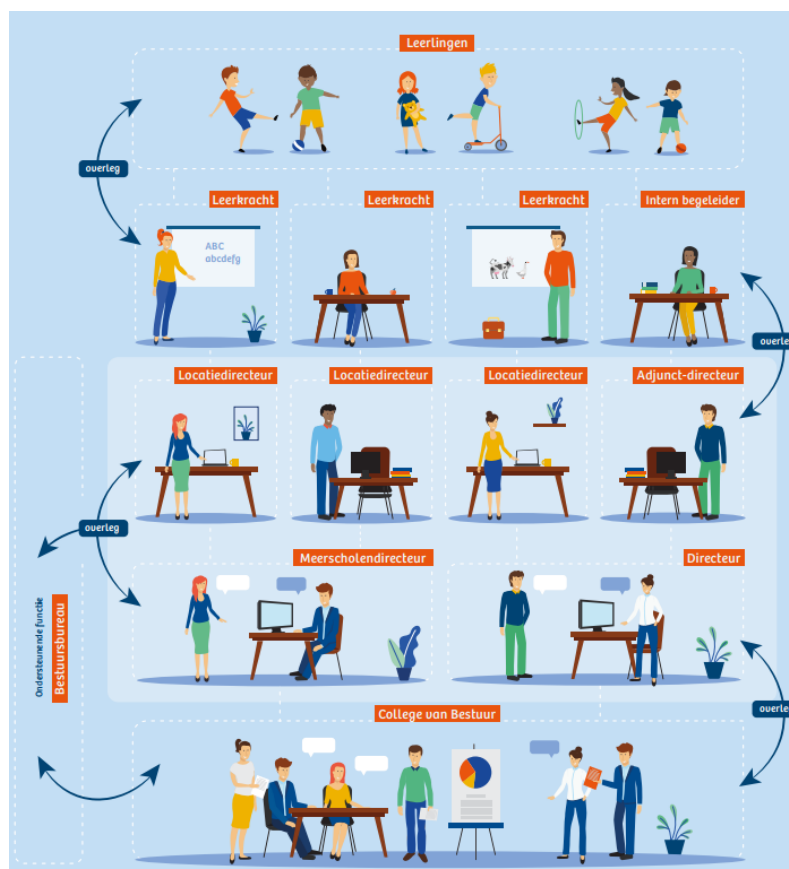 Leerlingen
overleg
Leerkracht
Leerkracht
Leerkracht
Intern begeleider
ABC
abcdefg
overleg
Locatiedirecteur
Locatiedirecteur
Locatiedirecteur
Adjunct-directeur
overleg
Meerscholendirecteur
Directeur
Ondersteunende functie
Bestuursbureau
overleg
College van Bestuur